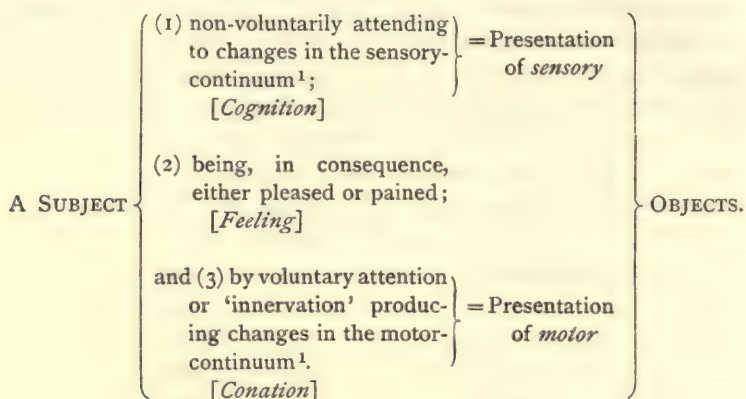 (1) non-voluntarily attending
to changes in the sensory-
continuum¹;
[Cognition]
= Presentation
of sensory
(2) being, in consequence,
either pleased or pained;
[Feeling]
A SUBJECT
OBJECTS.
and (3) by voluntary attention
or ‘innervation’ produc-
ing changes in the motor-
continuum¹.
[Conation]
= Presentation
of motor